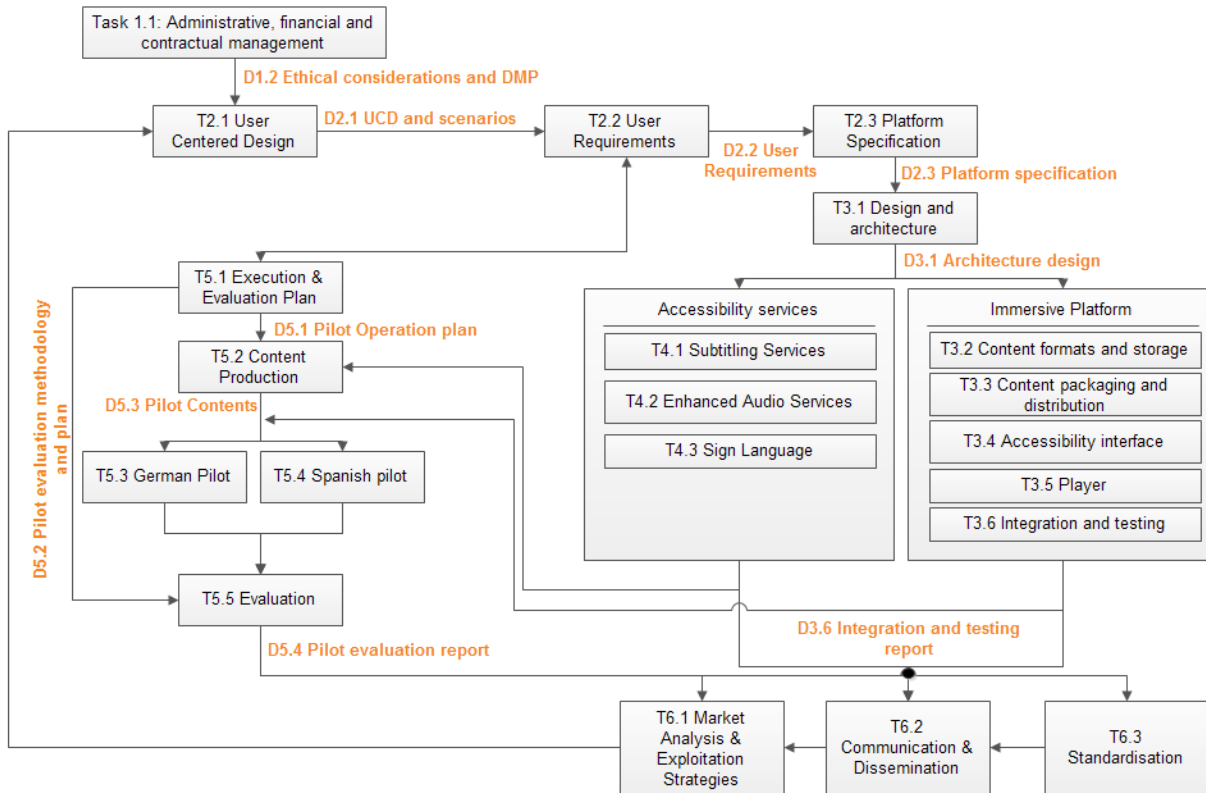 Task 1.1: Administrative, financial and
contractual management
D1.2 Ethical considerations and DMP
T2.1 User
Centered Design
D2.1 UCD and scenarios
T2.2 User
Requirements
D2.2 User
Requirements
T2.3 Platform
Specification
D2.3 Platform specification
T3.1 Design and
architecture
D3.1 Architecture design
T5.1 Execution &
Evaluation Plan
D5.1 Pilot Operation plan
T5.2 Content
Production
D5.3 Pilot Contents
T5.3 German Pilot
T5.4 Spanish pilot
D5.2 Pilot evaluation methodology
and plan
T5.5 Evaluation
D5.4 Pilot evaluation report
Accessibility services
T4.1 Subtitling Services
T4.2 Enhanced Audio Services
T4.3 Sign Language
Immersive Platform
T3.2 Content formats and storage
T3.3 Content packaging and
distribution
T3.4 Accessibility interface
T3.5 Player
T3.6 Integration and testing
D3.6 Integration and testing
report
T6.1 Market
Analysis &
Exploitation
Strategies
T6.2
Communication &
Dissemination
T6.3
Standardisation